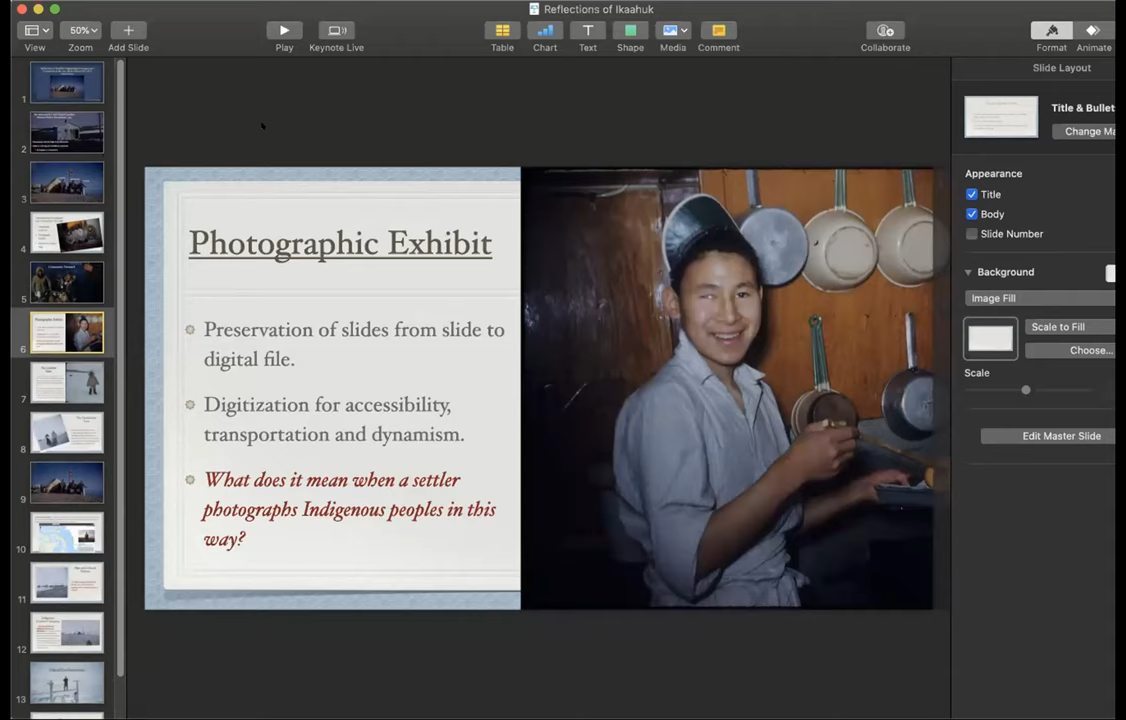 Reflections of Ikaahuk
50%
View
Zoom
Add Slide
Play
Keynote Live
Table
Chart
Text
Shape
Media
Comment
Collaborate
Format
Animate
1
2
3
4
5
6
7
8
9
10
11
12
13
Photographic Exhibit
Preservation of slides from slide to
digital file.
Digitization for accessibility,
transportation and dynamism.
What does it mean when a settler
photographs Indigenous peoples in this
way?
Slide Layout
Title & Bullet
Change Ma
Appearance
Title
Body
Slide Number
Background
Image Fill
Scale to Fill
Choose...
Scale
Edit Master Slide